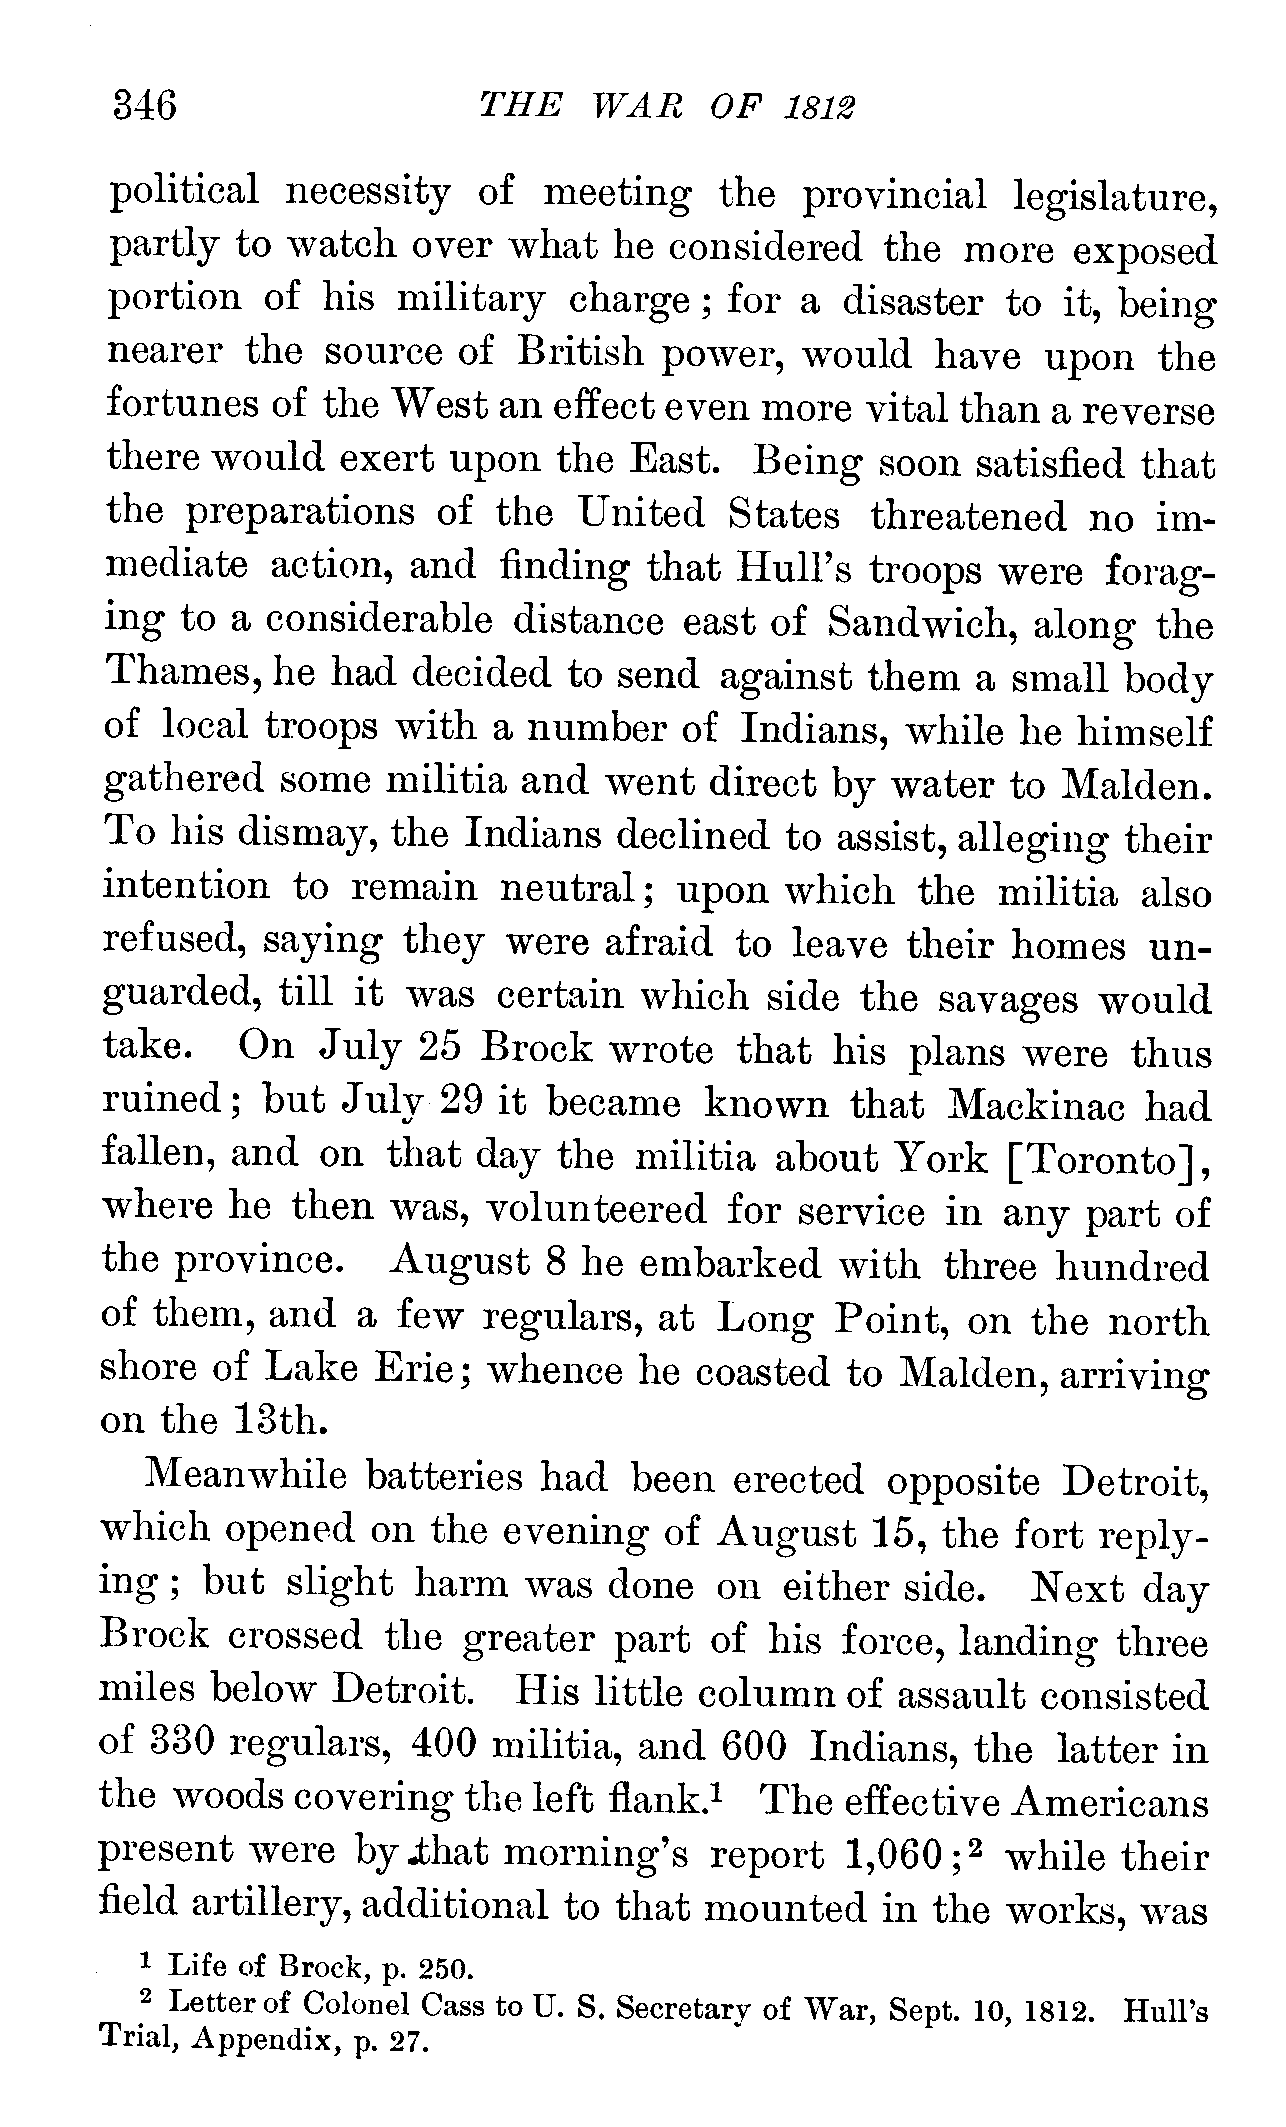 346 THE WAR OF 1812
political necessity of meeting the provincial legislature,
partly to watch over what he considered the more exposed
portion of his military charge ; for a disaster to it, being
nearer the source of British power, would have upon the
fortunes of the West an effect even more vital than a reverse
there would exert upon the East. Being soon satisfied that
the preparations of the United States threatened no im-
mediate action, and finding that Hull's troops were forag-
ing to a considerable distance east of Sandwich, along the
Thames, he had decided to send against them a small body
of local troops with a number of Indians, while he himself
gathered some militia and went direct by water to Malden.
To his dismay, the Indians declined to assist, alleging their
intention to remain neutral ; upon which the militia also
refused, saying they were afraid to leave their homes un-
guarded, till it was certain which side the savages would
take. On July 25 Brock wrote that his plans were thus
ruined ; but July 29 it became known that Mackinac had
fallen, and on that day the militia about York [Toronto],
where he then was, volunteered for service in any part of
the province. August 8 he embarked with three hundred
of them, and a few regulars, at Long Point, on the north
shore of Lake Erie; whence he coasted to Malden, arriving
on the 13th.
Meanwhile batteries had been erected opposite Detroit,
which opened on the evening of August 15, the fort reply-
ing ; but slight harm was done on either side. Next day
Brock crossed the greater part of his force, landing three
miles below Detroit. His little column of assault consisted
of 330 regulars, 400 militia, and 600 Indians, the latter in
the woods covering the left flank.¹ The effective Americans
present were by that morning's report 1,060 ;² while their
field artillery, additional to that mounted in the works, was
¹ Life of Brock, p. 250.
² Letter of Colonel Cass to U. S. Secretary of War, Sept. 10, 1812. Hull's
Trial, Appendix, p. 27.